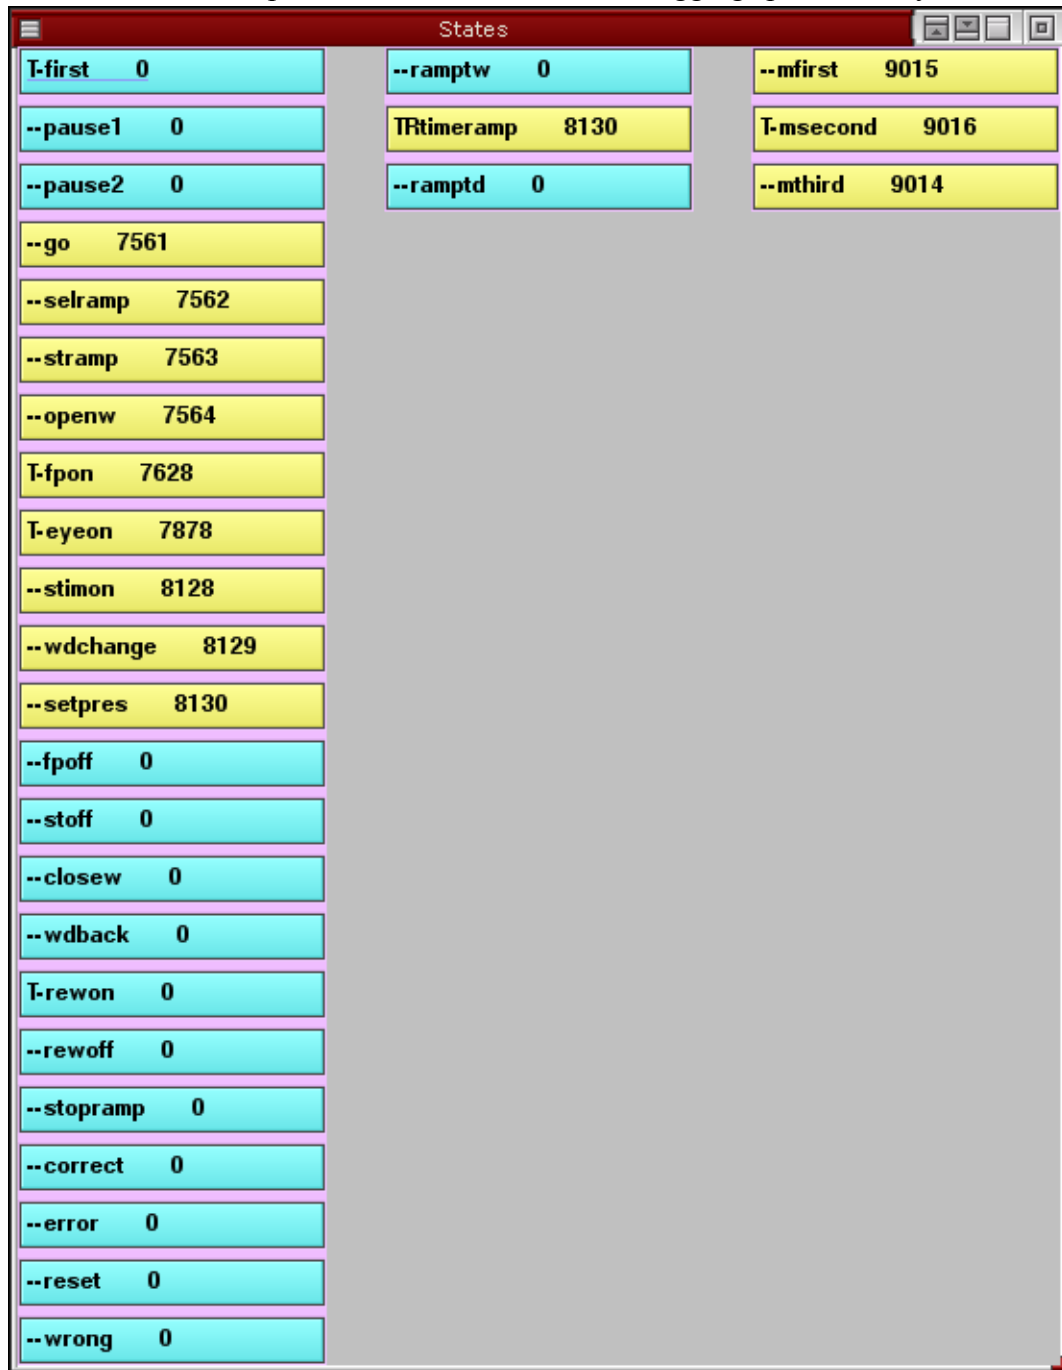 States
T-first 0
--pause1 0
--pause2 0
--go 7561
--selramp 7562
--stramp 7563
--openw 7564
T-fpon 7628
T-eyeon 7878
--stimon 8128
--wdchange 8129
--setpres 8130
--fpoff 0
--stoff 0
--closew 0
--wdback 0
T-rewon 0
--rewoff 0
--stopramp 0
--correct 0
--error 0
--reset 0
--wrong 0
--ramptw 0
TRtimeramp 8130
--ramptd 0
--mfirst 9015
T-msecond 9016
--mthird 9014